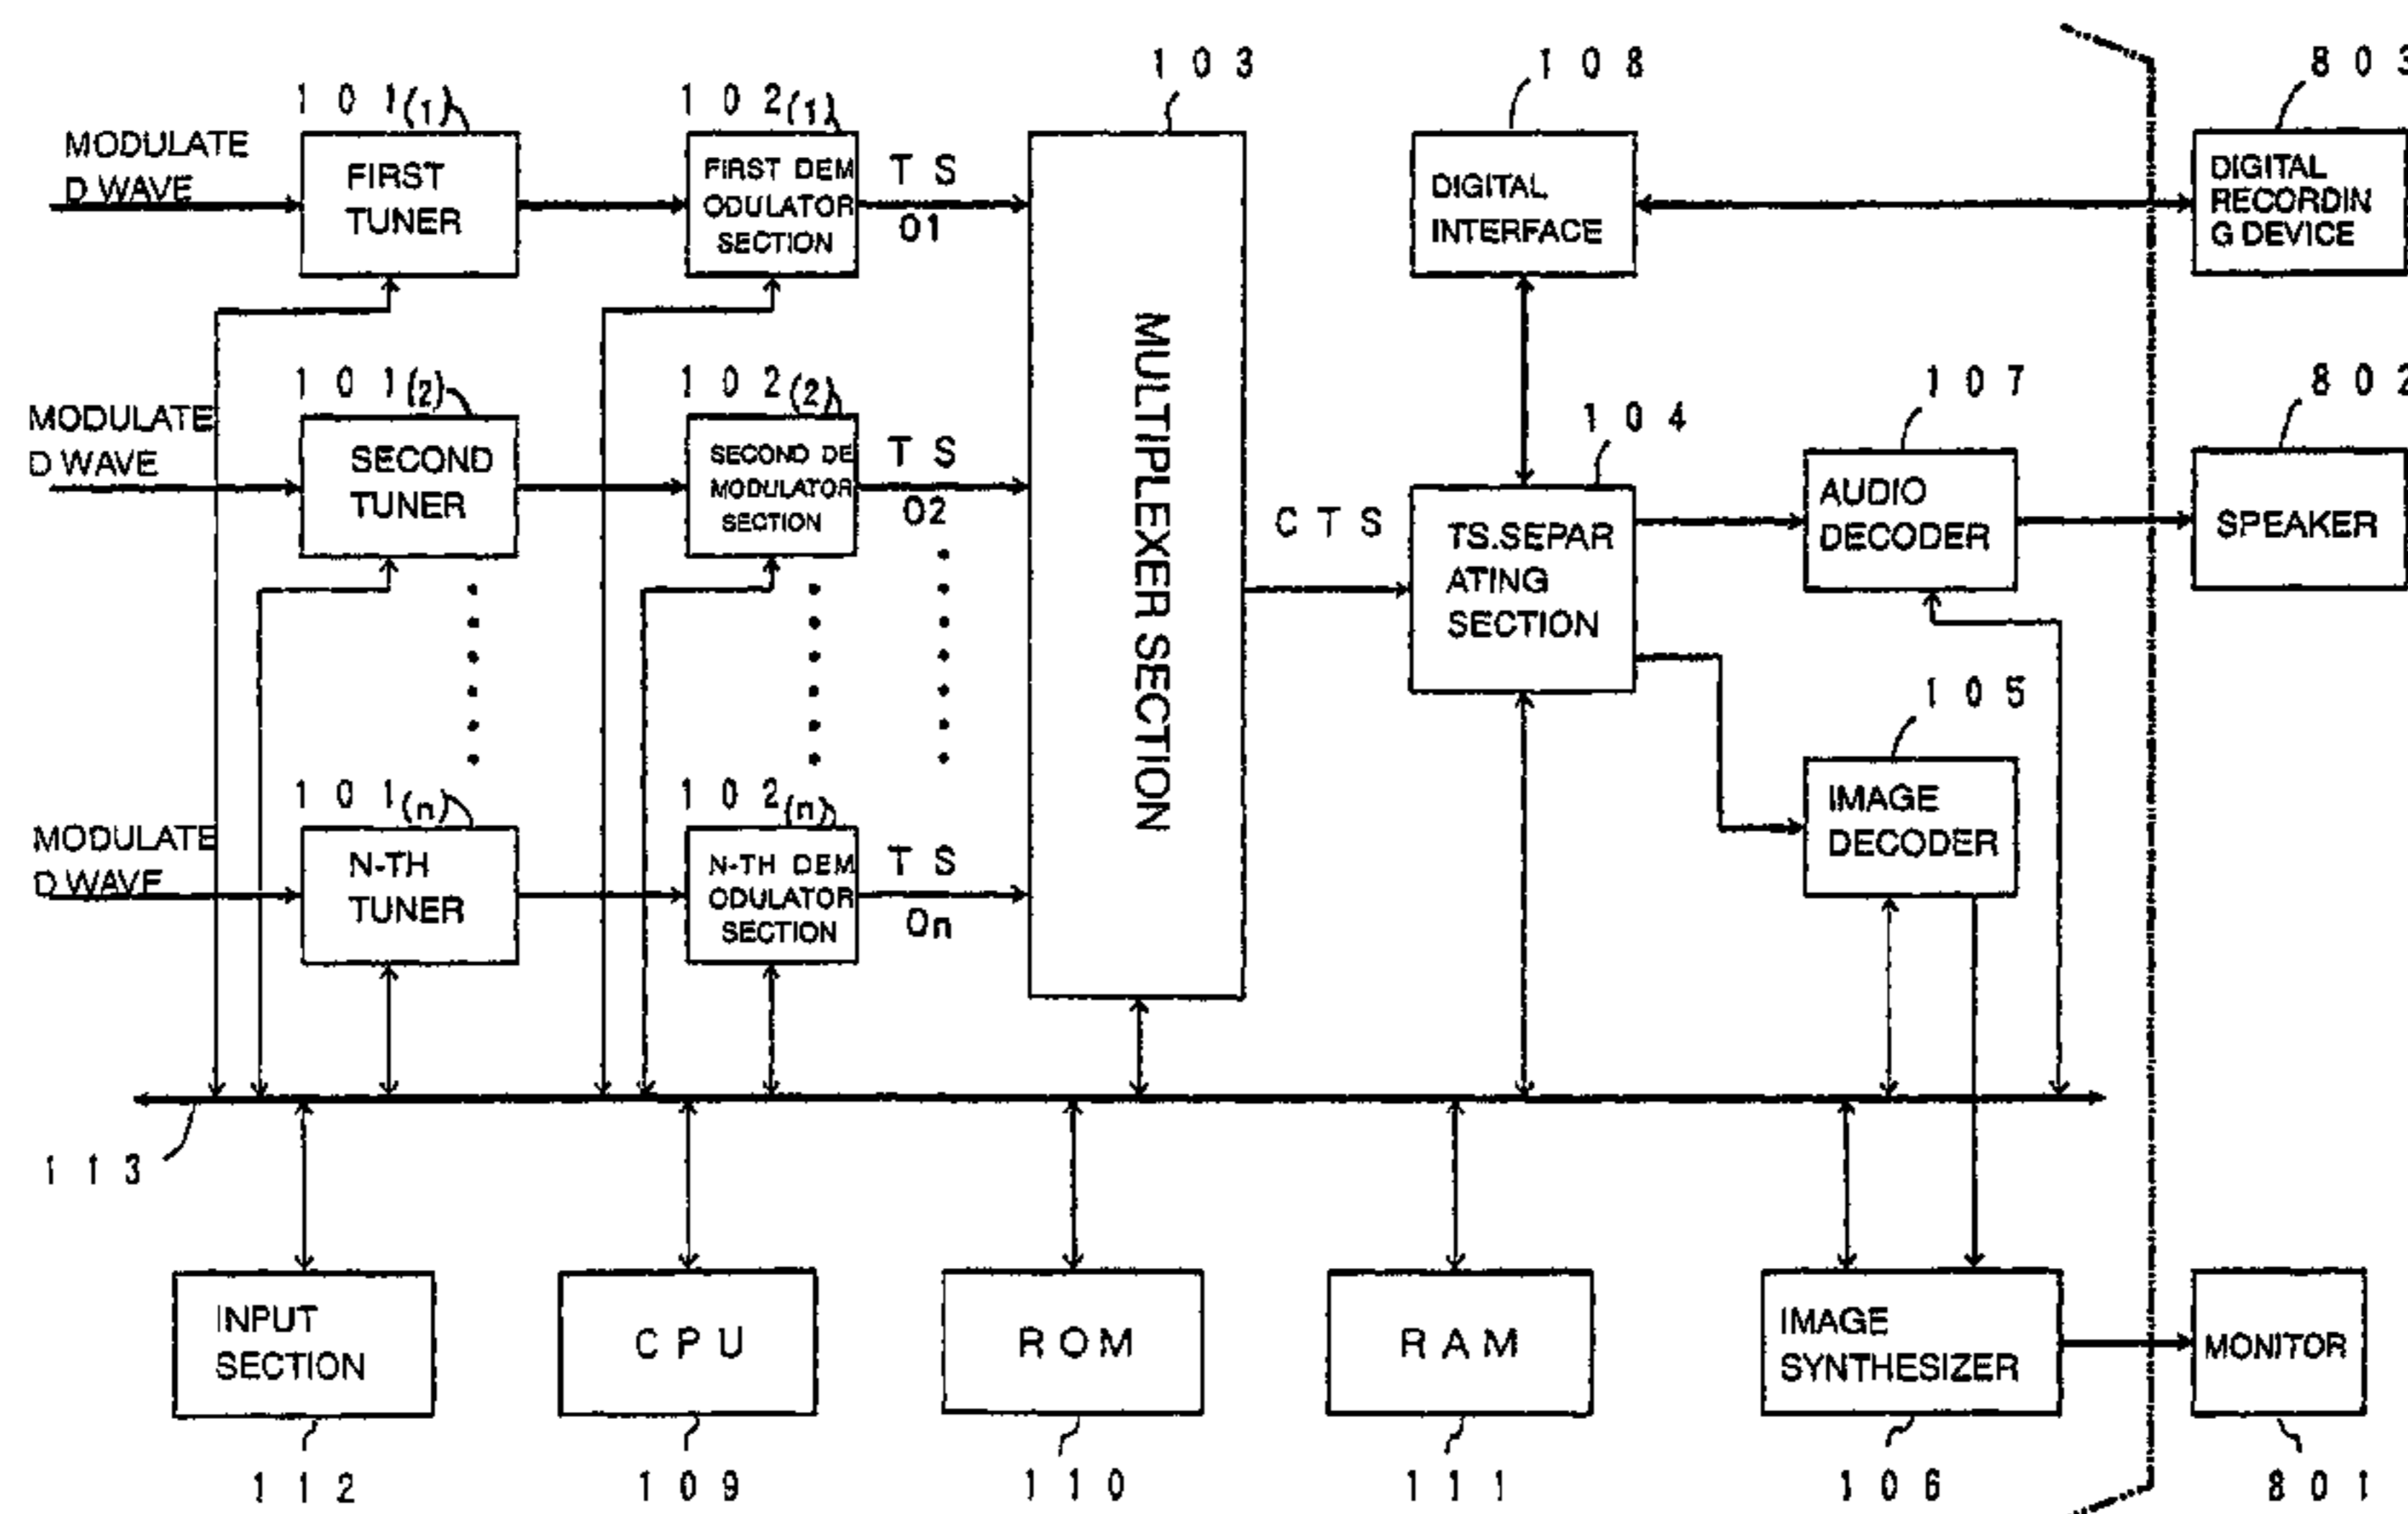 1 0 3
1 0 8
8 0 3
1 0 1(1)
1 0 2(1)
MODULATE
D WAVE
FIRST
TUNER
FIRST DEM
ODULATOR
SECTION
T S
01
DIGITAL
INTERFACE
DIGITAL
RECORDIN
G DEVICE
MULTIPLEXER SECTION
1 0 1(2)
1 0 2(2)
MODULATE
D WAVE
SECOND
TUNER
SECOND DE
MODULATOR
SECTION
T S
02
C T S
1 0 4
TS.SEPAR
ATING
SECTION
1 0 7
AUDIO
DECODER
8 0 2
SPEAKER
1 0 5
IMAGE
DECODER
1 0 1(n)
1 0 2(n)
MODULATE
D WAVE
N-TH
TUNER
N-TH DEM
ODULATOR
SECTION
T S
0n
1 1 3
INPUT
SECTION
C P U
R O M
R A M
IMAGE
SYNTHESIZER
MONITOR
1 1 2
1 0 9
1 1 0
1 1 1
1 0 6
8 0 1